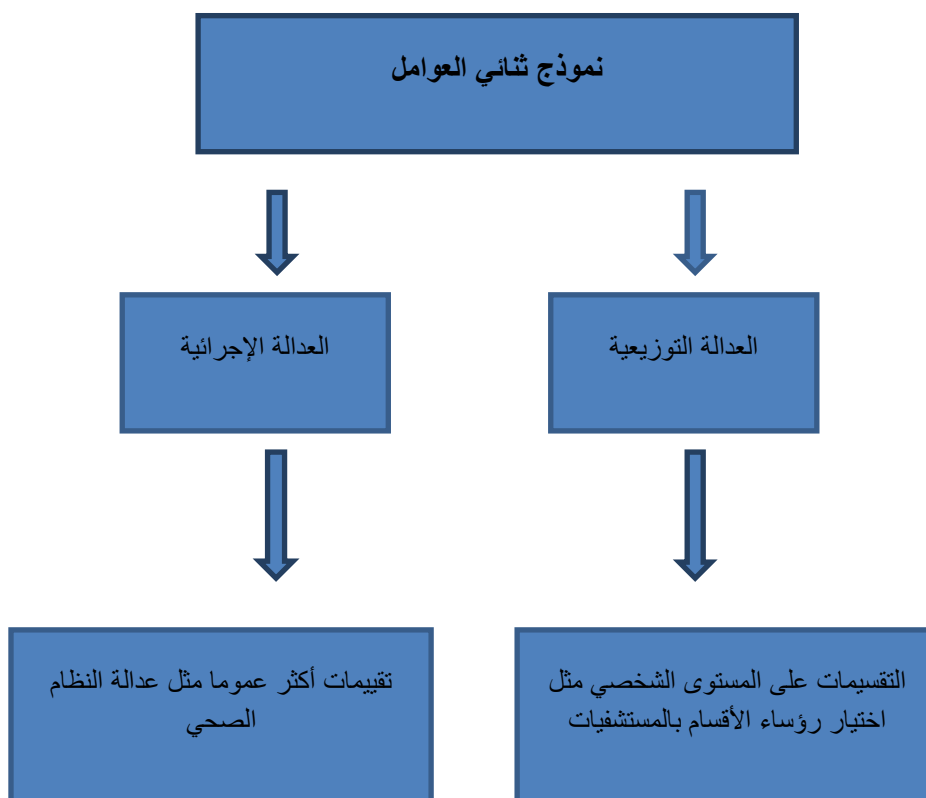 نموذج ثنائي العوامل
العدالة التوزيعية
العدالة الإجرائية
التقسيمات على المستوى الشخصي مثل
اختيار رؤساء الأقسام بالمستشفيات
تقييمات أكثر عموما مثل عدالة النظام
الصحي